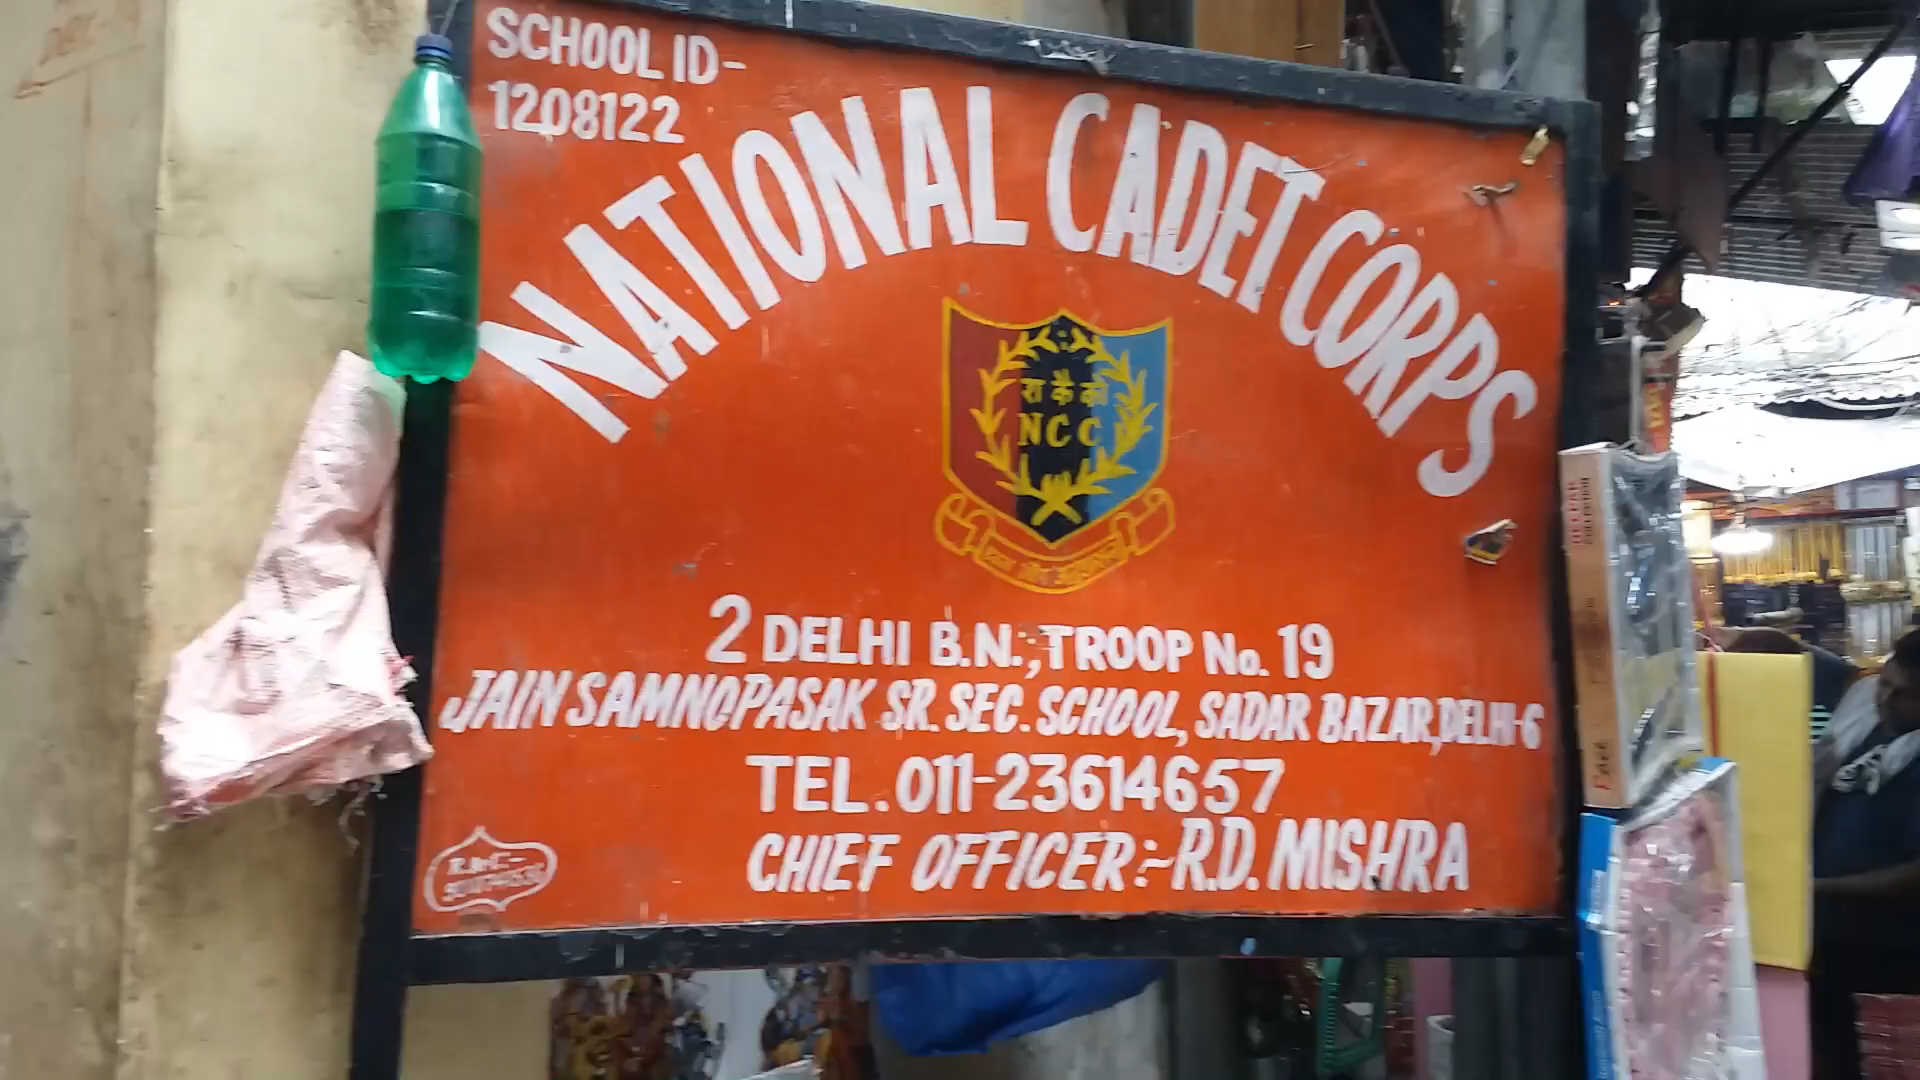 SCHOOL ID-
1208122
NATIONAL CADET CORPS
रा कै को
NCC
2 DELHI B.N.; TROOP No. 19
JAIN SAMNOPASAK SR. SEC. SCHOOL, SADAR BAZAR, DELHI-6
TEL. 011-23614657
CHIEF OFFICER:- R.D. MISHRA